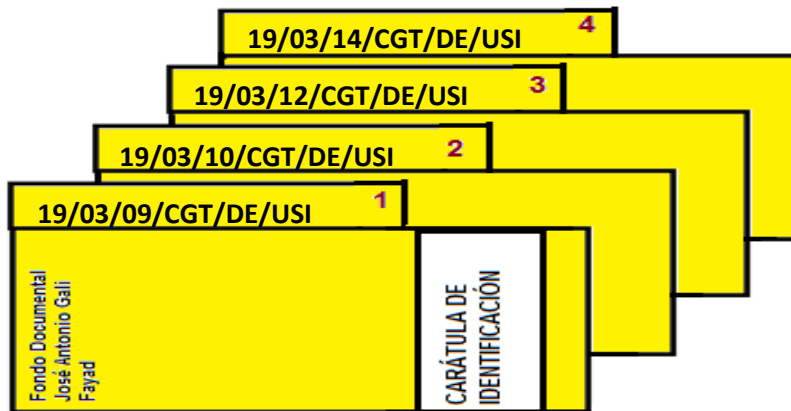 19/03/14/CGT/DE/USI 4
19/03/12/CGT/DE/USI 3
19/03/10/CGT/DE/USI 2
19/03/09/CGT/DE/USI 1
Fondo Documental
José Antonio Gali
Fayad
CARÁTULA DE
IDENTIFICACIÓN